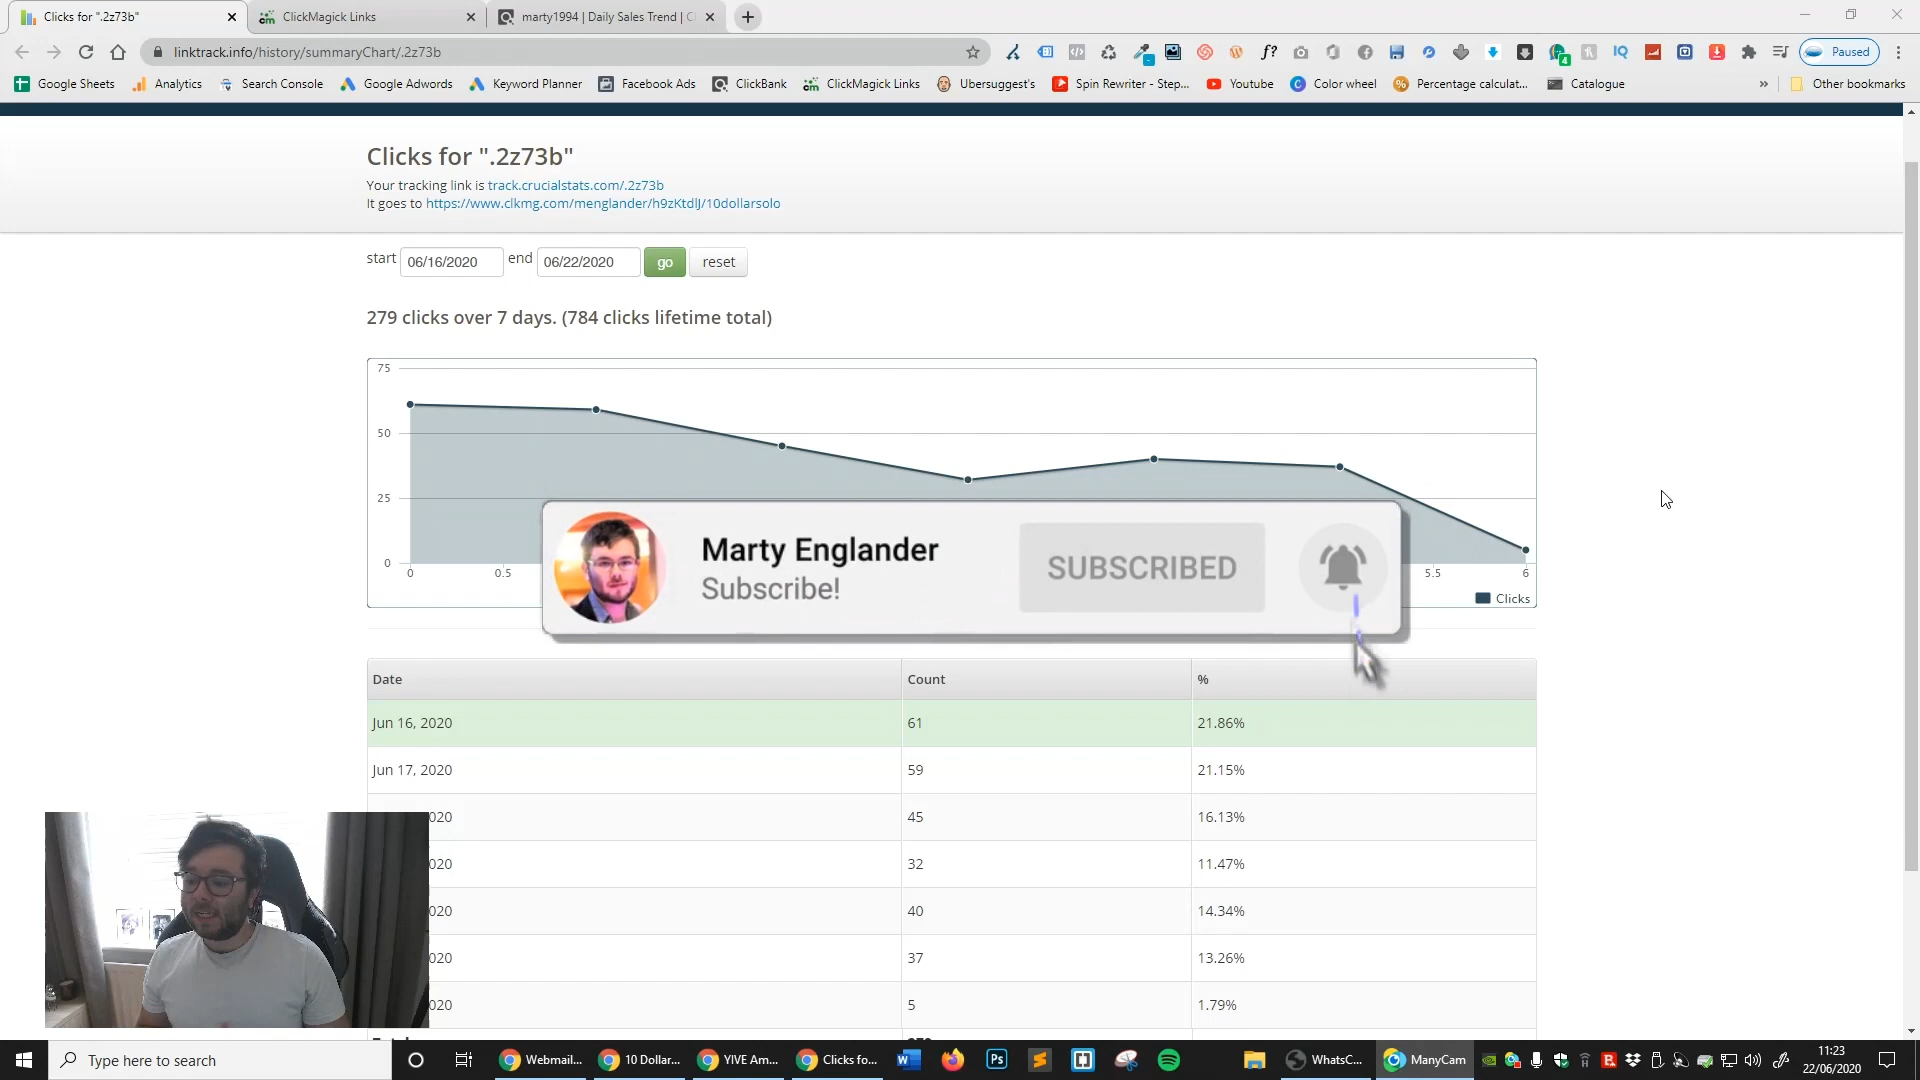 Clicks for ".2z73b"
ClickMagick Links
marty1994 | Daily Sales Trend |
linktrack.info/history/summaryChart/.2z73b
f?
IQ
4
Paused
Google Sheets
Analytics
Search Console
Google Adwords
Keyword Planner
Facebook Ads
ClickBank
ClickMagick Links
Ubersuggest's
Spin Rewriter - Step...
Youtube
Color wheel
Percentage calculat...
Catalogue
»
Other bookmarks
Clicks for ".2z73b"
Your tracking link is track.crucialstats.com/.2z73b
It goes to https://www.clkmg.com/menglander/h9zKtdlJ/10dollarsolo
start 06/16/2020 end 06/22/2020 go reset
279 clicks over 7 days. (784 clicks lifetime total)
75
50
25
0
0 0.5 5.5 6
Clicks
Marty Englander
Subscribe!
SUBSCRIBED
Date Count %
Jun 16, 2020 61 21.86%
Jun 17, 2020 59 21.15%
020 45 16.13%
020 32 11.47%
020 40 14.34%
020 37 13.26%
020 5 1.79%
Type here to search
Webmail...
10 Dollar...
YIVE Am...
Clicks fo...
Ps
WhatsC...
ManyCam
11:23
22/06/2020